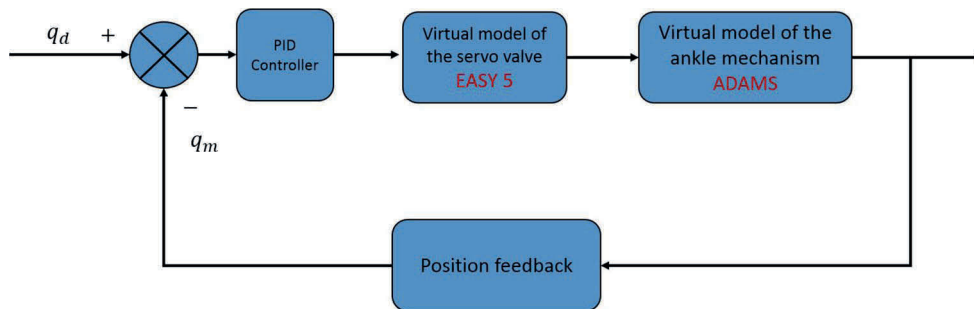 q_d +
PID
Controller
Virtual model of
the servo valve
EASY 5
Virtual model of the
ankle mechanism
ADAMS
−
q_m
Position feedback